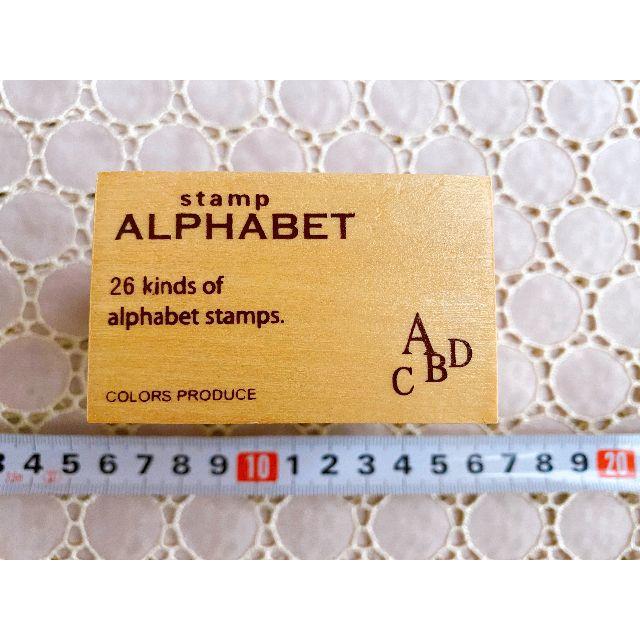 stamp
ALPHABET
26 kinds of
alphabet stamps.
A
C B D
COLORS PRODUCE
3 4 5 6 7 8 9 10 1 2 3 4 5 6 7 8 9 20